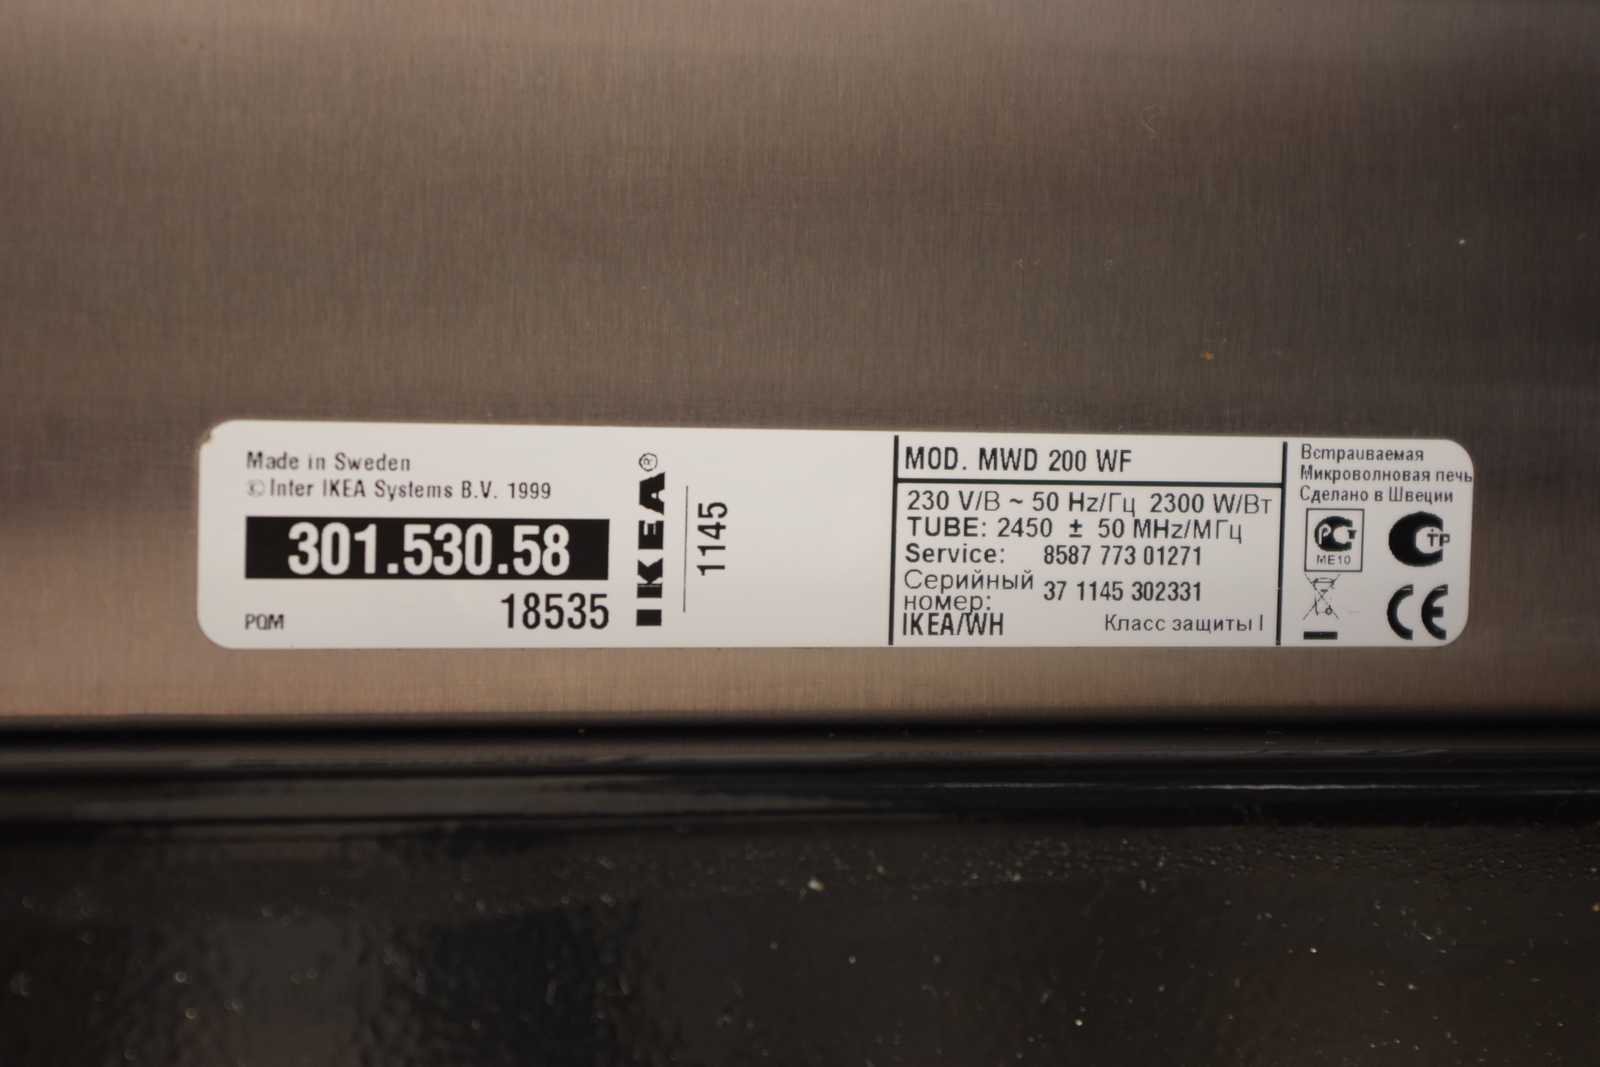 Made in Sweden
© Inter IKEA Systems B.V. 1999
301.530.58
PQM
18535
IKEA®
1145
MOD. MWD 200 WF
230 V/В ~ 50 Hz/Гц 2300 W/Вт
TUBE: 2450 ± 50 MHz/МГц
Service: 8587 773 01271
Серийный
номер: 37 1145 302331
IKEA/WH Класс защиты I
Встраиваемая
Микроволновая печь
Сделано в Швеции
РСТ
ME10
СТР
CE